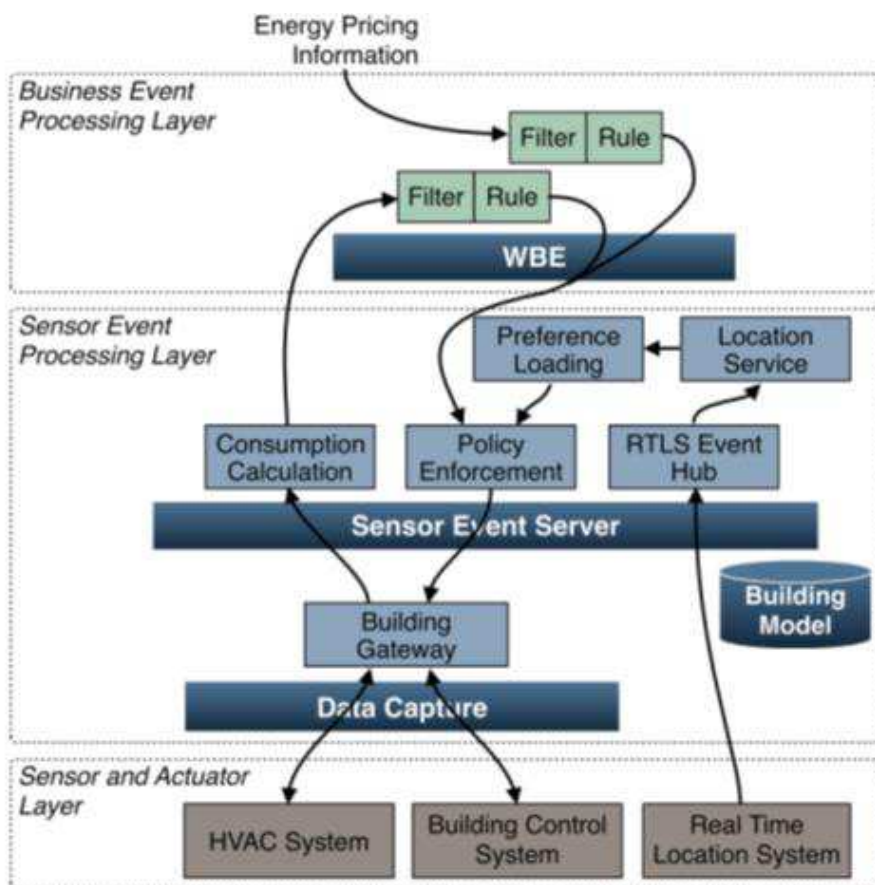 Energy Pricing
Information
Business Event
Processing Layer
Filter Rule
Filter Rule
WBE
Sensor Event
Processing Layer
Preference
Loading
Location
Service
Consumption
Calculation
Policy
Enforcement
RTLS Event
Hub
Sensor Event Server
Building
Model
Building
Gateway
Data Capture
Sensor and Actuator
Layer
HVAC System
Building Control
System
Real Time
Location System